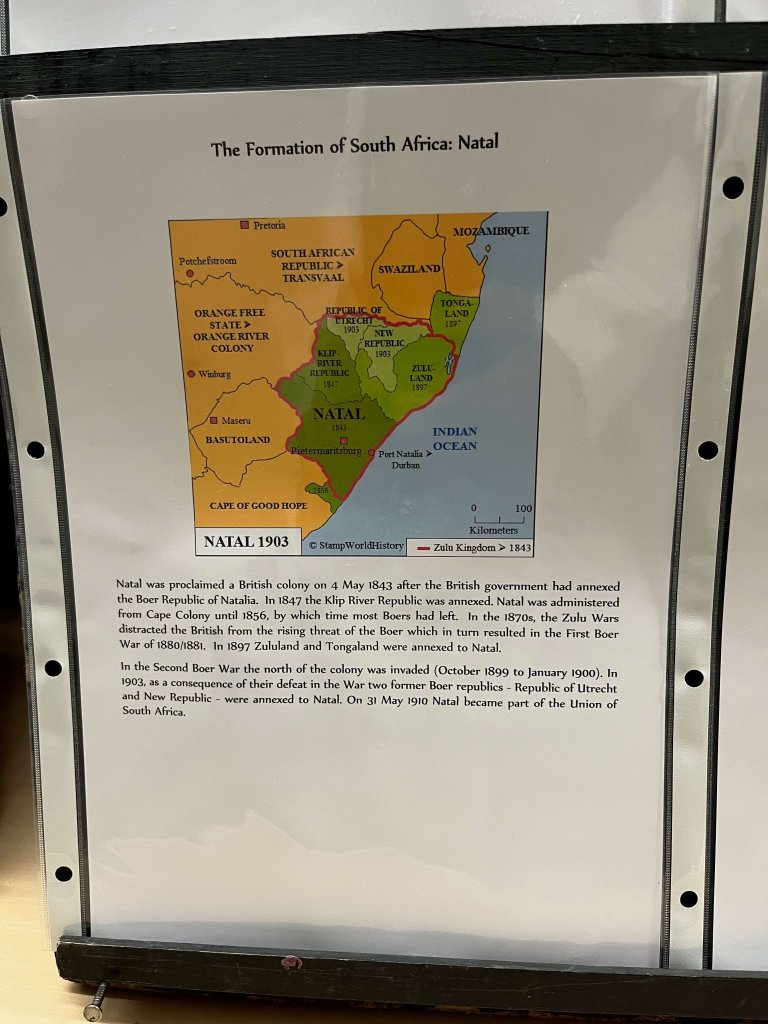 The Formation of South Africa: Natal
Pretoria
MOZAMBIQUE
Potchefstroom
SOUTH AFRICAN
REPUBLIC ➤
TRANSVAAL
SWAZILAND
ORANGE FREE
STATE ➤
ORANGE RIVER
COLONY
REPUBLIC OF
UTRECHT
1903
NEW
REPUBLIC
1903
TONGA-
LAND
1897
KLIP-
RIVER
REPUBLIC
1847
ZULU-
LAND
1897
Winburg
Maseru
BASUTOLAND
NATAL
1843
Pietermaritzburg
Port Natalia ➤
Durban
INDIAN
OCEAN
1866
CAPE OF GOOD HOPE
0 100
Kilometers
NATAL 1903
© StampWorldHistory
Zulu Kingdom ➤ 1843
Natal was proclaimed a British colony on 4 May 1843 after the British government had annexed
the Boer Republic of Natalia. In 1847 the Klip River Republic was annexed. Natal was administered
from Cape Colony until 1856, by which time most Boers had left. In the 1870s, the Zulu Wars
distracted the British from the rising threat of the Boer which in turn resulted in the First Boer
War of 1880/1881. In 1897 Zululand and Tongaland were annexed to Natal.
In the Second Boer War the north of the colony was invaded (October 1899 to January 1900). In
1903, as a consequence of their defeat in the War two former Boer republics - Republic of Utrecht
and New Republic - were annexed to Natal. On 31 May 1910 Natal became part of the Union of
South Africa.